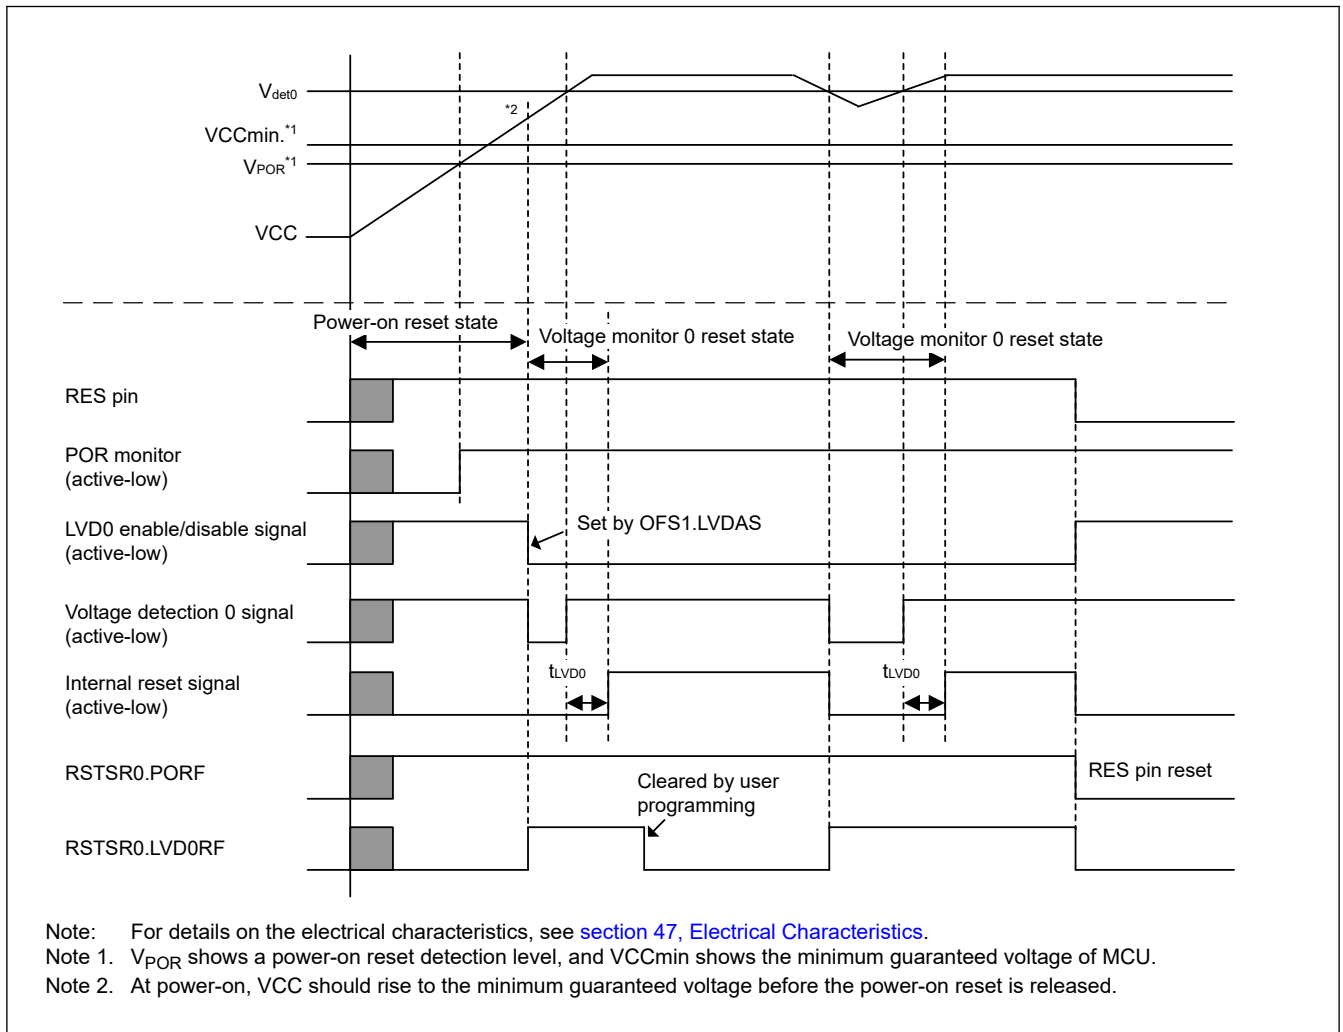 Vdet0
*2
VCCmin.*1
VPOR*1
VCC
Power-on reset state
Voltage monitor 0 reset state
Voltage monitor 0 reset state
RES pin
POR monitor
(active-low)
LVD0 enable/disable signal
(active-low)
Set by OFS1.LVDAS
Voltage detection 0 signal
(active-low)
tLVD0
tLVD0
Internal reset signal
(active-low)
RSTSR0.PORF
RES pin reset
Cleared by user
programming
RSTSR0.LVD0RF
Note: For details on the electrical characteristics, see section 47, Electrical Characteristics.
Note 1. VPOR shows a power-on reset detection level, and VCCmin shows the minimum guaranteed voltage of MCU.
Note 2. At power-on, VCC should rise to the minimum guaranteed voltage before the power-on reset is released.